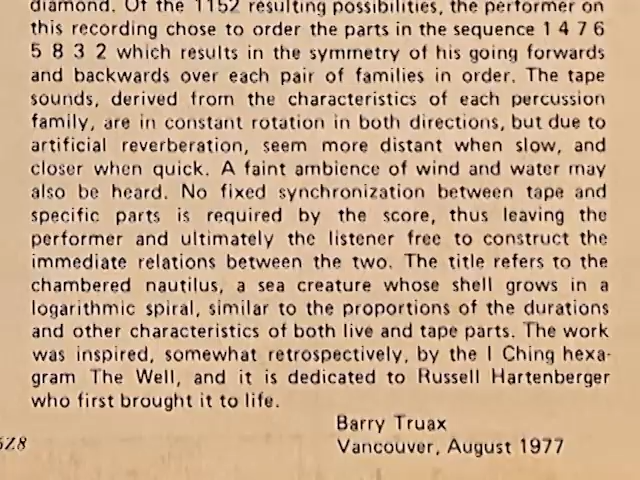 diamond. Of the 1152 resulting possibilities, the performer on
this recording chose to order the parts in the sequence 1 4 7 6
5 8 3 2 which results in the symmetry of his going forwards
and backwards over each pair of families in order. The tape
sounds, derived from the characteristics of each percussion
family, are in constant rotation in both directions, but due to
artificial reverberation, seem more distant when slow, and
closer when quick. A faint ambience of wind and water may
also be heard. No fixed synchronization between tape and
specific parts is required by the score, thus leaving the
performer and ultimately the listener free to construct the
immediate relations between the two. The title refers to the
chambered nautilus, a sea creature whose shell grows in a
logarithmic spiral, similar to the proportions of the durations
and other characteristics of both live and tape parts. The work
was inspired, somewhat retrospectively, by the I Ching hexa-
gram The Well, and it is dedicated to Russell Hartenberger
who first brought it to life.
Barry Truax
Vancouver, August 1977
5Z8